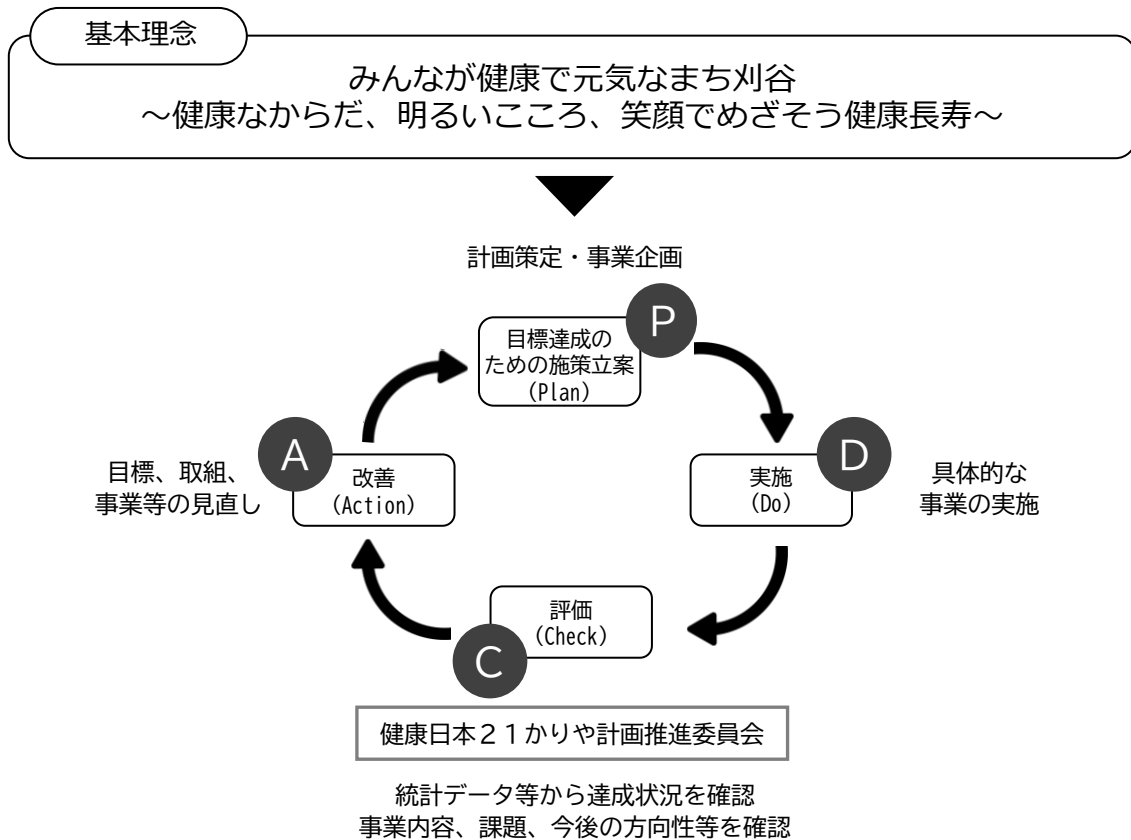 基本理念
みんなが健康で元気なまち刈谷
～健康なからだ、明るいこころ、笑顔でめざそう健康長寿～
計画策定・事業企画
P
目標達成の
ための施策立案
(Plan)
D
実施
(Do)
具体的な
事業の実施
評価
(Check)
C
健康日本２１かりや計画推進委員会
統計データ等から達成状況を確認
事業内容、課題、今後の方向性等を確認
A
改善
(Action)
目標、取組、
事業等の見直し